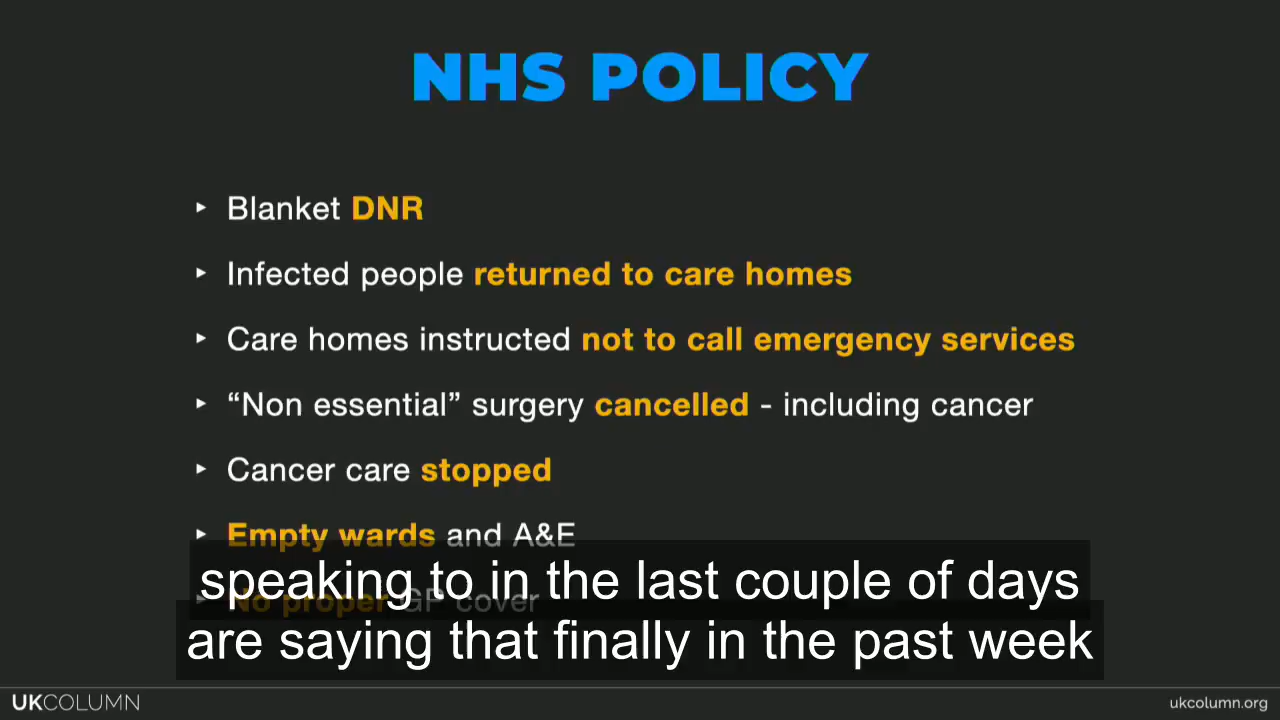 NHS POLICY
‣ Blanket DNR
‣ Infected people returned to care homes
‣ Care homes instructed not to call emergency services
‣ “Non essential” surgery cancelled - including cancer
‣ Cancer care stopped
‣ Empty wards and A&E
‣ No proper GP cover
speaking to in the last couple of days
are saying that finally in the past week
UKCOLUMN
ukcolumn.org